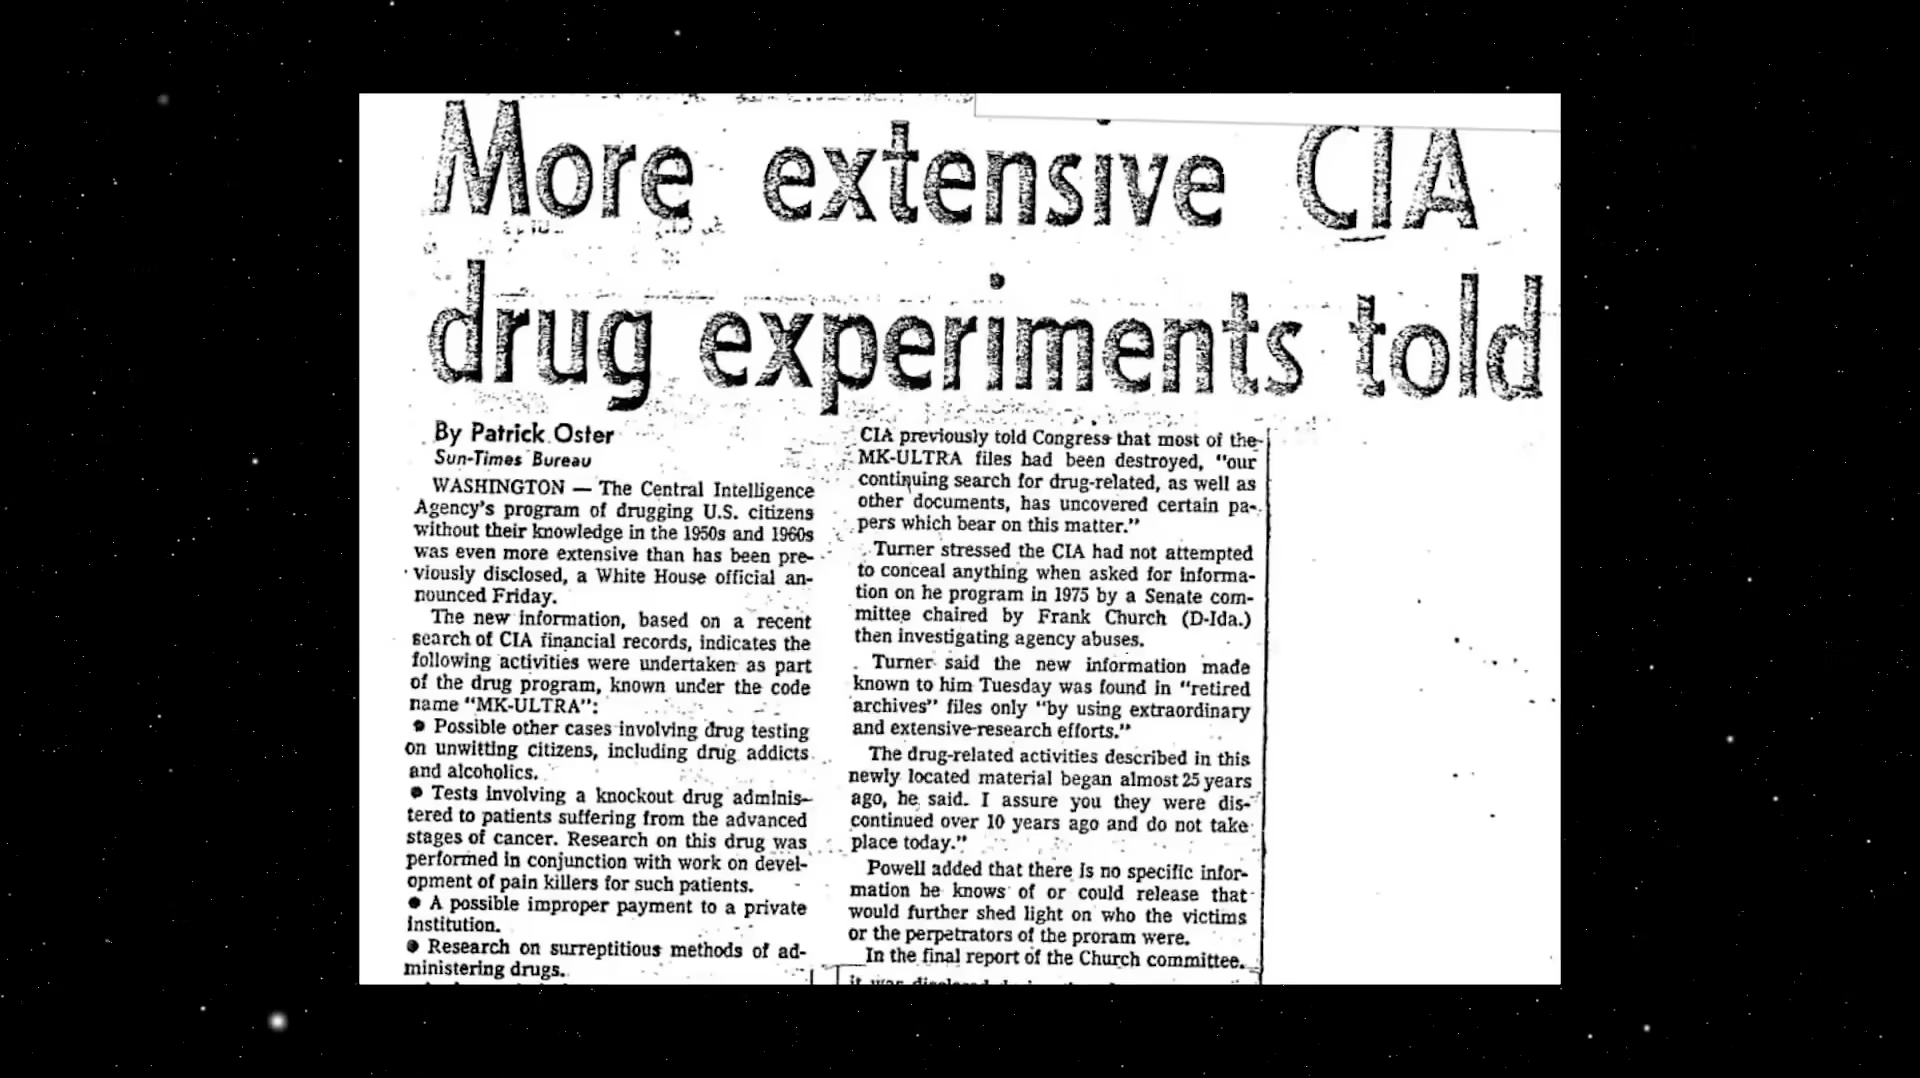 More extensive CIA
drug experiments told
By Patrick Oster
Sun-Times Bureau
WASHINGTON — The Central Intelligence
Agency's program of drugging U.S. citizens
without their knowledge in the 1950s and 1960s
was even more extensive than has been pre-
viously disclosed, a White House official an-
nounced Friday.
The new information, based on a recent
search of CIA financial records, indicates the
following activities were undertaken as part
of the drug program, known under the code
name "MK-ULTRA":
● Possible other cases involving drug testing
on unwitting citizens, including drug addicts
and alcoholics.
● Tests involving a knockout drug adminis-
tered to patients suffering from the advanced
stages of cancer. Research on this drug was
performed in conjunction with work on devel-
opment of pain killers for such patients.
● A possible improper payment to a private
institution.
● Research on surreptitious methods of ad-
ministering drugs.
CIA previously told Congress that most of the
MK-ULTRA files had been destroyed, "our
continuing search for drug-related, as well as
other documents, has uncovered certain pa-
pers which bear on this matter."
Turner stressed the CIA had not attempted
to conceal anything when asked for informa-
tion on he program in 1975 by a Senate com-
mittee chaired by Frank Church (D-Ida.)
then investigating agency abuses.
Turner said the new information made
known to him Tuesday was found in "retired
archives" files only "by using extraordinary
and extensive research efforts."
The drug-related activities described in this
newly located material began almost 25 years
ago, he said. I assure you they were dis-
continued over 10 years ago and do not take
place today."
Powell added that there is no specific infor-
mation he knows of or could release that
would further shed light on who the victims
or the perpetrators of the proram were.
In the final report of the Church committee,
it was disclosed